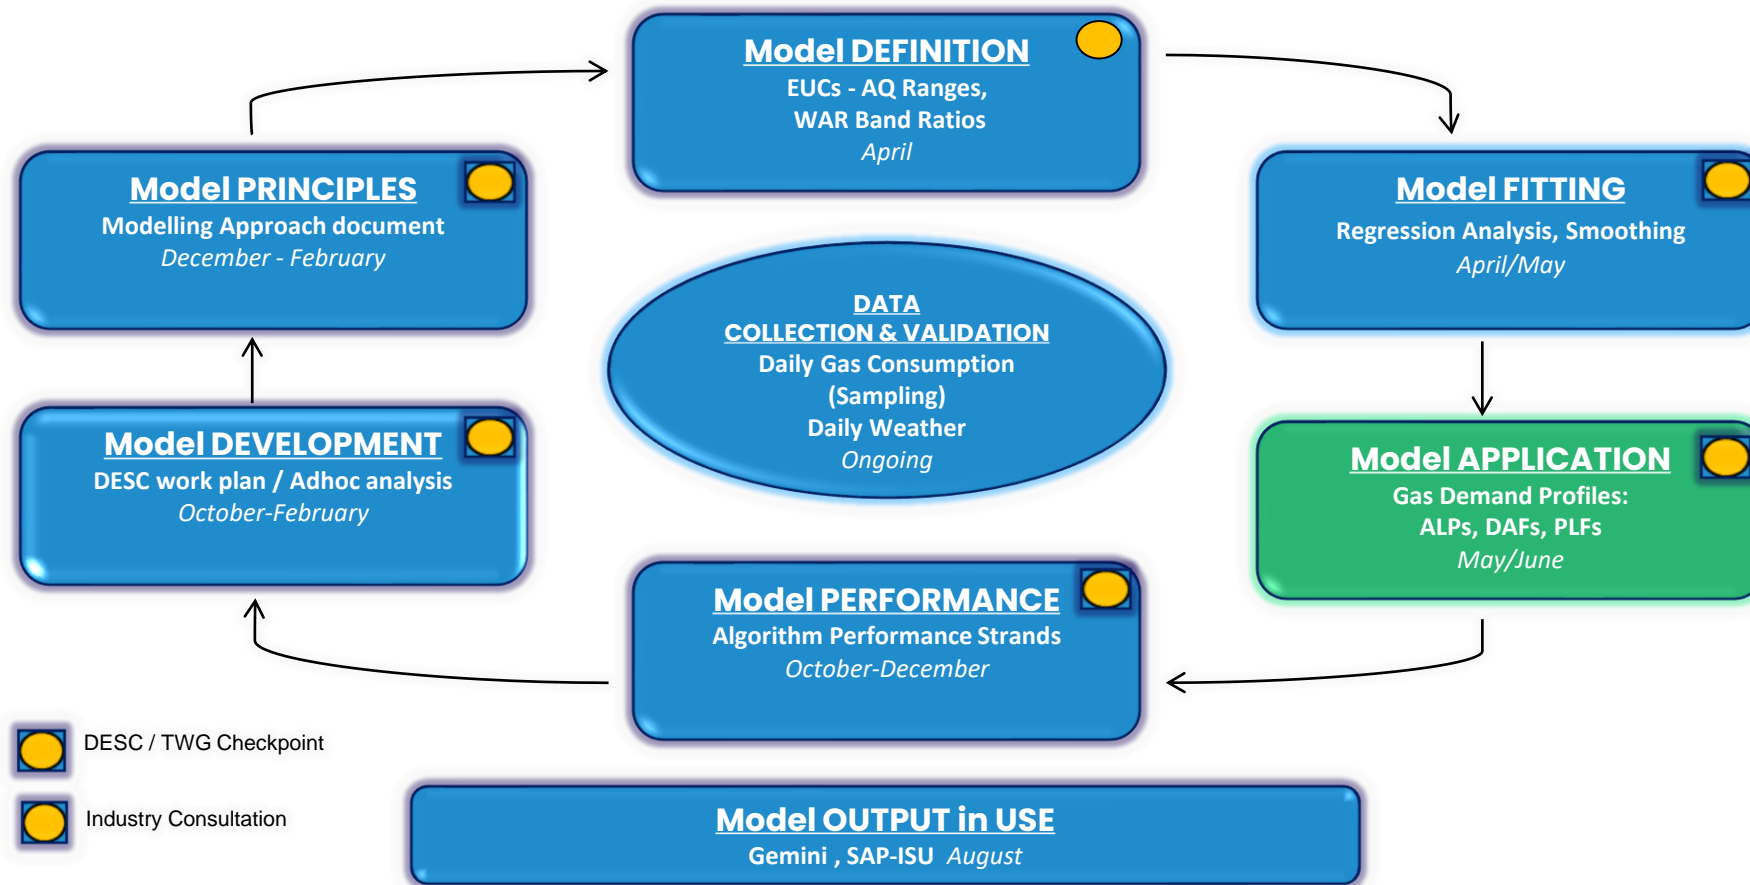 Model DEFINITION
EUCs - AQ Ranges,
WAR Band Ratios
April
Model PRINCIPLES
Modelling Approach document
December - February
Model FITTING
Regression Analysis, Smoothing
April/May
DATA
COLLECTION & VALIDATION
Daily Gas Consumption
(Sampling)
Daily Weather
Ongoing
Model DEVELOPMENT
DESC work plan / Adhoc analysis
October-February
Model APPLICATION
Gas Demand Profiles:
ALPs, DAFs, PLFs
May/June
Model PERFORMANCE
Algorithm Performance Strands
October-December
DESC / TWG Checkpoint
Industry Consultation
Model OUTPUT in USE
Gemini , SAP-ISU August